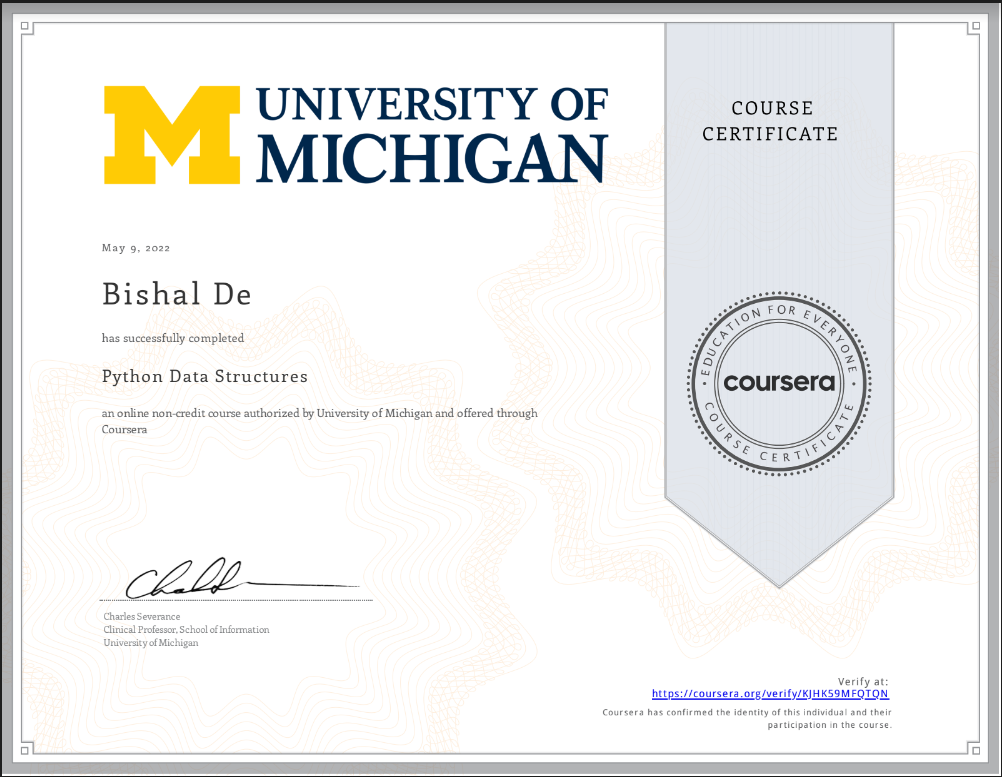 UNIVERSITY OF
MICHIGAN
COURSE
CERTIFICATE
May 9, 2022
Bishal De
has successfully completed
Python Data Structures
an online non-credit course authorized by University of Michigan and offered through
Coursera
EDUCATION FOR EVERYONE
coursera
COURSE CERTIFICATE
Charles Severance
Clinical Professor, School of Information
University of Michigan
Verify at:
https://coursera.org/verify/KJHK59MFQTQN
Coursera has confirmed the identity of this individual and their
participation in the course.